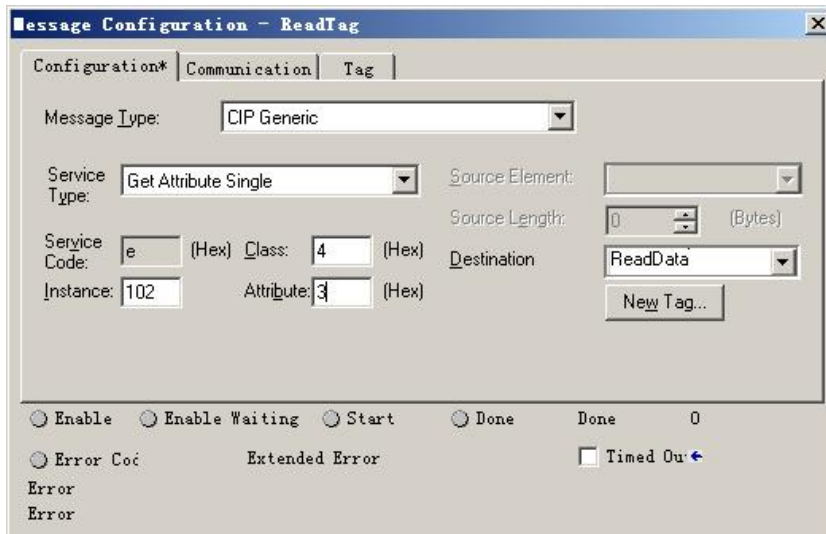 Message Configuration - ReadTag
Configuration* Communication Tag
Message Type: CIP Generic
Service Type: Get Attribute Single
Source Element:
Source Length: 0 (Bytes)
Service Code: e (Hex) Class: 4 (Hex)
Destination ReadData
Instance: 102 Attribute: 3 (Hex)
New Tag...
Enable Enable Waiting Start Done Done 0
Error Coc Extended Error Timed Ou
Error
Error